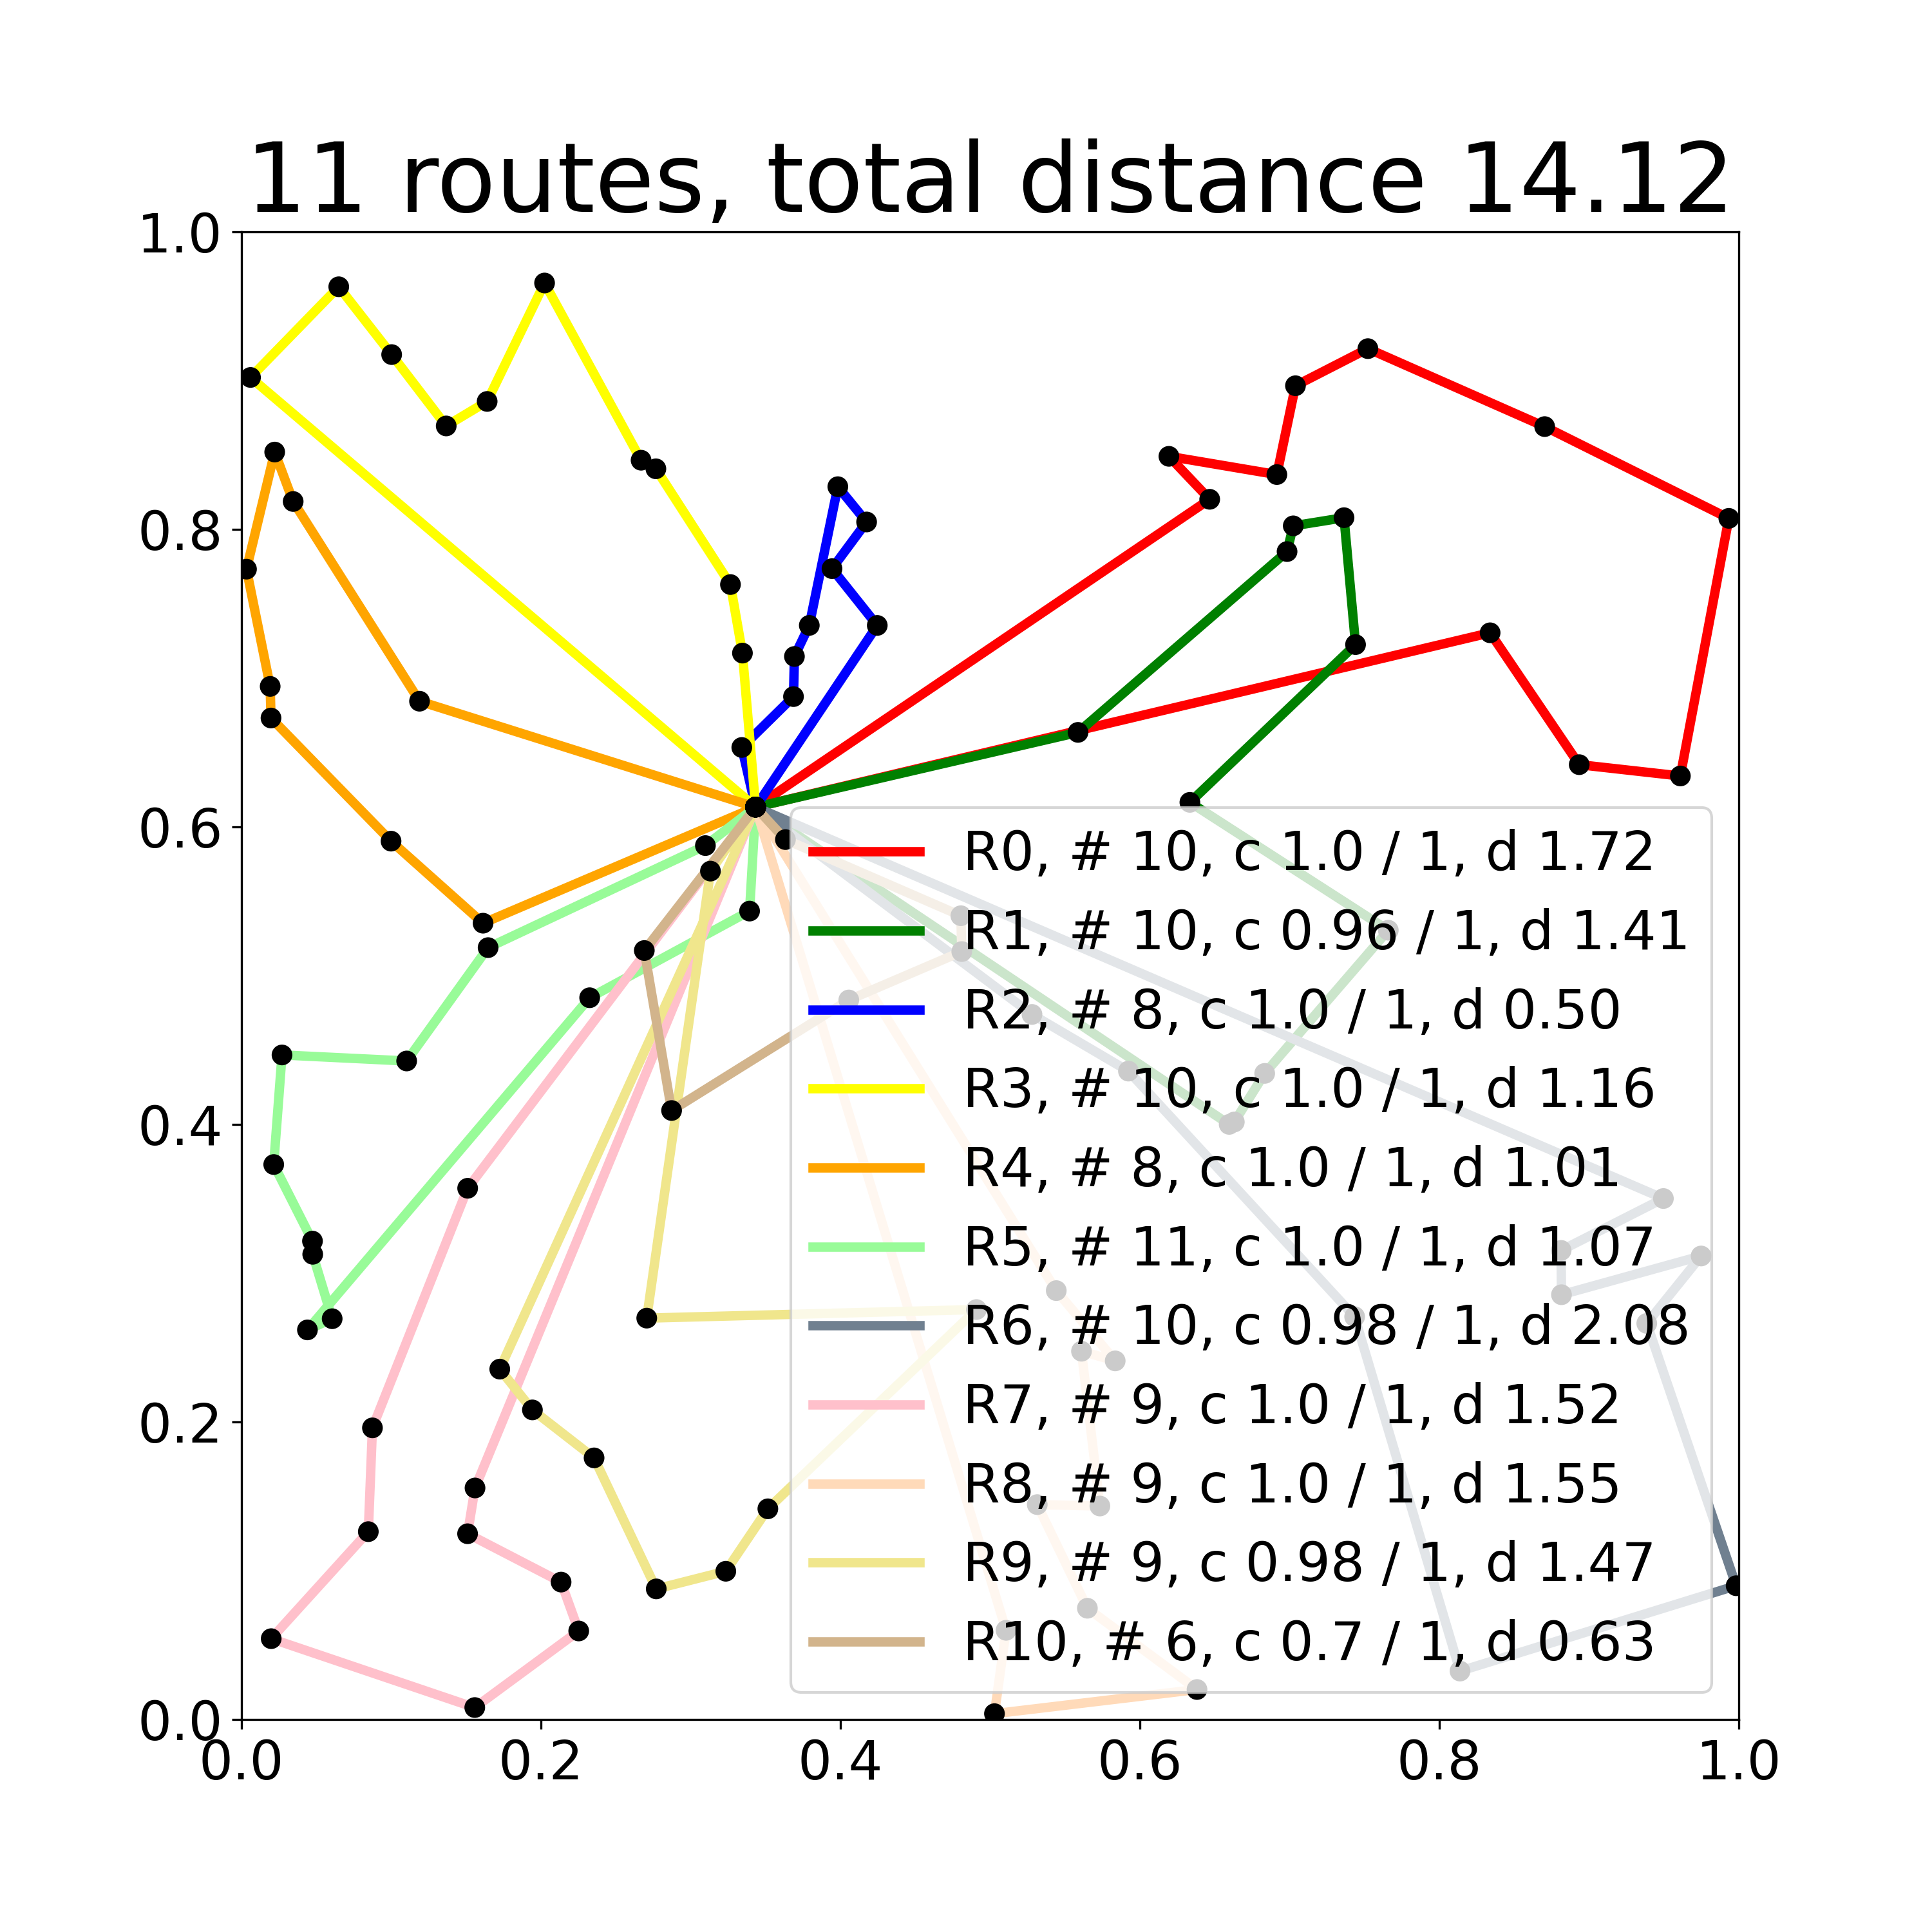 11 routes, total distance 14.12
1.0
0.8
0.6
0.4
0.2
0.0
0.0 0.2 0.4 0.6 0.8 1.0
R0, # 10, c 1.0 / 1, d 1.72
R1, # 10, c 0.96 / 1, d 1.41
R2, # 8, c 1.0 / 1, d 0.50
R3, # 10, c 1.0 / 1, d 1.16
R4, # 8, c 1.0 / 1, d 1.01
R5, # 11, c 1.0 / 1, d 1.07
R6, # 10, c 0.98 / 1, d 2.08
R7, # 9, c 1.0 / 1, d 1.52
R8, # 9, c 1.0 / 1, d 1.55
R9, # 9, c 0.98 / 1, d 1.47
R10, # 6, c 0.7 / 1, d 0.63